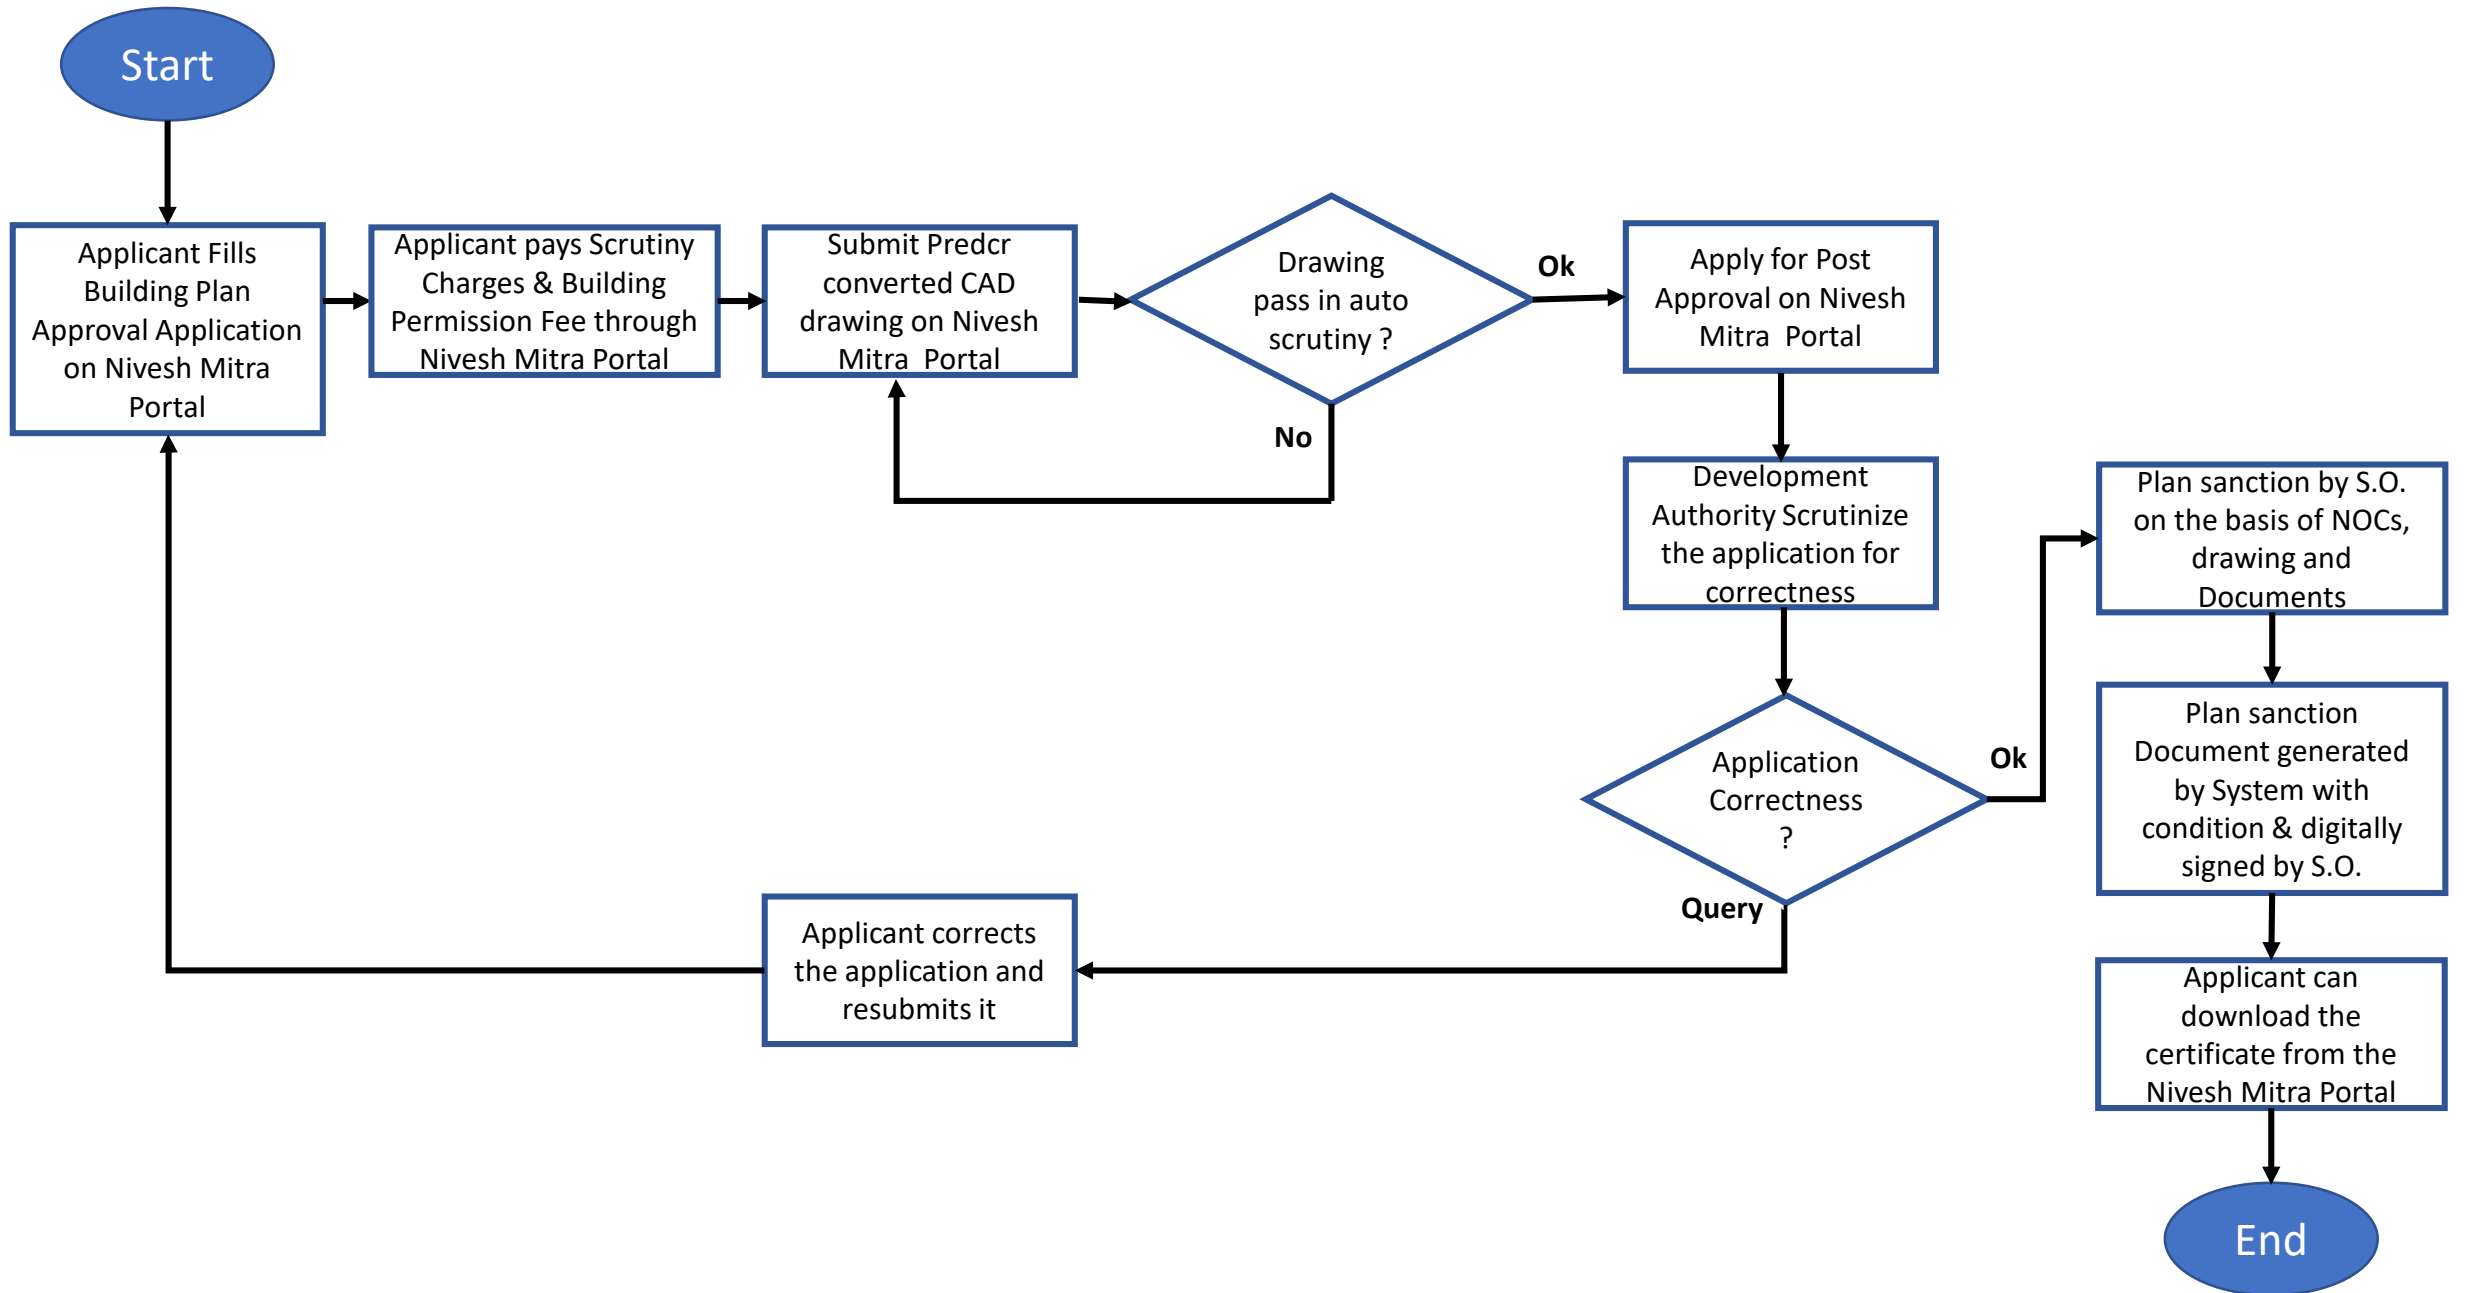 Start
Applicant Fills
Building Plan
Approval Application
on Nivesh Mitra
Portal
Applicant pays Scrutiny
Charges & Building
Permission Fee through
Nivesh Mitra Portal
Submit Predcr
converted CAD
drawing on Nivesh
Mitra  Portal
Drawing
pass in auto
scrutiny ?
Ok
No
Apply for Post
Approval on Nivesh
Mitra  Portal
Development
Authority Scrutinize
the application for
correctness
Application
Correctness
?
Ok
Query
Plan sanction by S.O.
on the basis of NOCs,
drawing and
Documents
Plan sanction
Document generated
by System with
condition & digitally
signed by S.O.
Applicant corrects
the application and
resubmits it
Applicant can
download the
certificate from the
Nivesh Mitra Portal
End